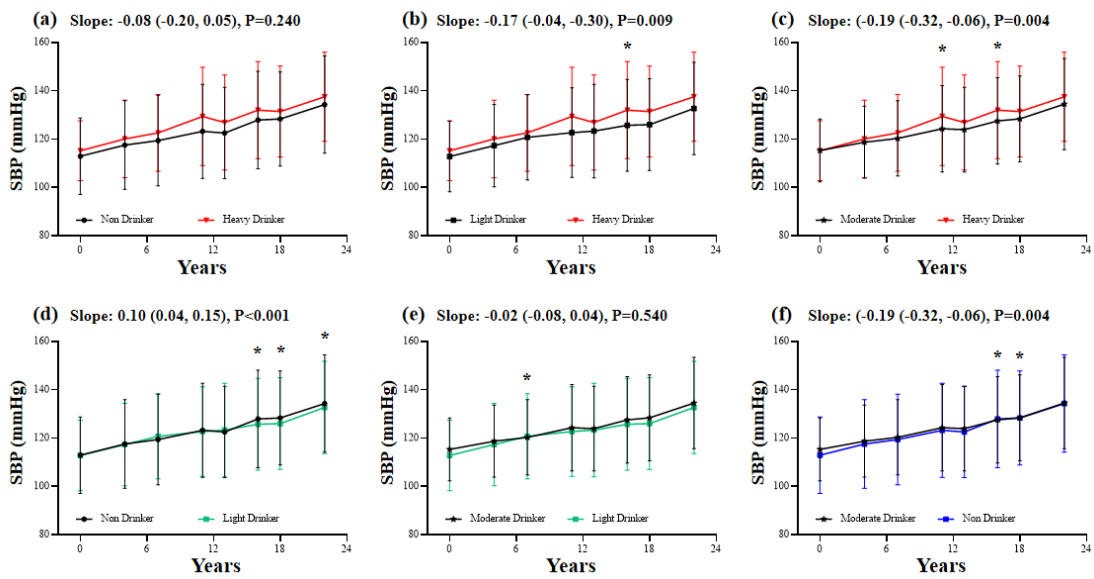 (a) Slope: -0.08 (-0.20, 0.05), P=0.240
160
140
120
100
80
SBP (mmHg)
Non Drinker Heavy Drinker
0 6 12 18 24
Years
(b) Slope: -0.17 (-0.04, -0.30), P=0.009
*
160
140
120
100
80
SBP (mmHg)
Light Drinker Heavy Drinker
0 6 12 18 24
Years
(c) Slope: (-0.19 (-0.32, -0.06), P=0.004
* *
160
140
120
100
80
SBP (mmHg)
Moderate Drinker Heavy Drinker
0 6 12 18 24
Years
(d) Slope: 0.10 (0.04, 0.15), P<0.001
* * *
160
140
120
100
80
SBP (mmHg)
Non Drinker Light Drinker
0 6 12 18 24
Years
(e) Slope: -0.02 (-0.08, 0.04), P=0.540
*
160
140
120
100
80
SBP (mmHg)
Moderate Drinker Light Drinker
0 6 12 18 24
Years
(f) Slope: (-0.19 (-0.32, -0.06), P=0.004
* *
160
140
120
100
80
SBP (mmHg)
Moderate Drinker Non Drinker
0 6 12 18 24
Years